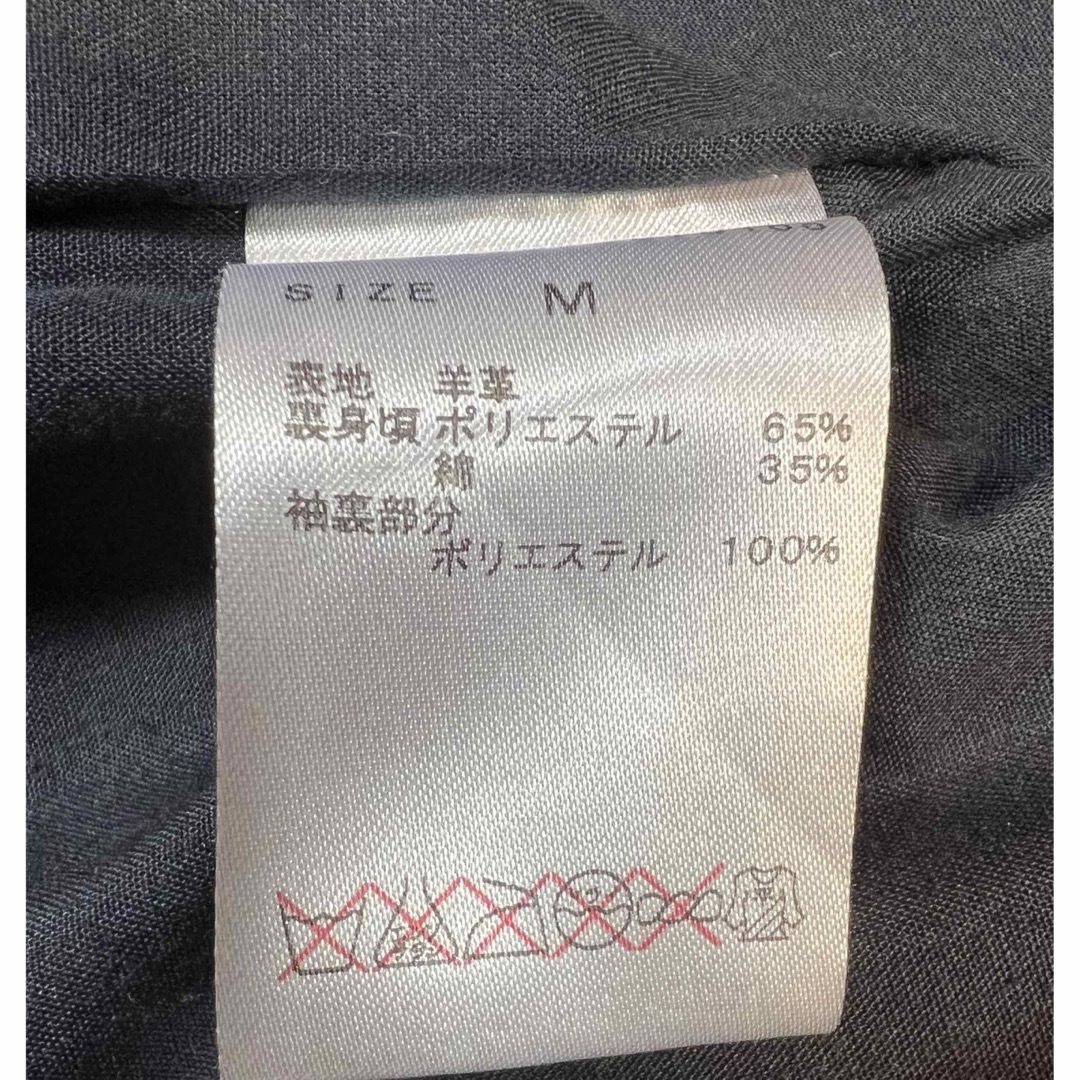 SIZE M
表地 羊革
裏身頃 ポリエステル 65%
綿 35%
袖裏部分
ポリエステル 100%